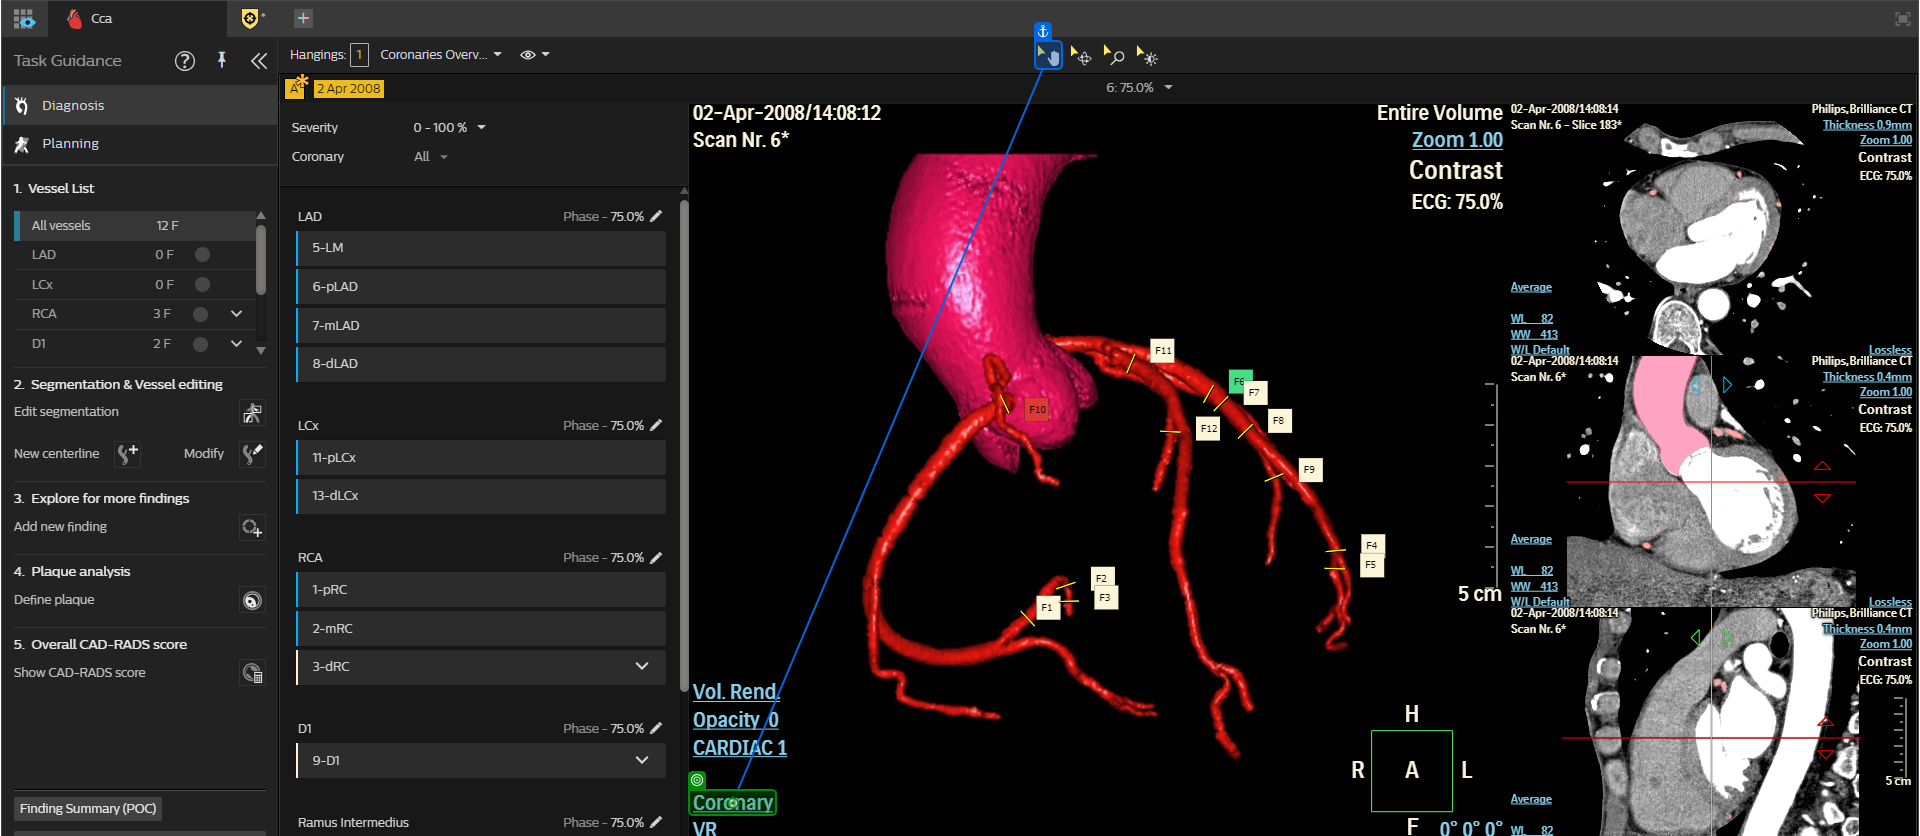 Cca
Task Guidance
Hangings: 1 Coronaries Overv...
A 2 Apr 2008
6: 75.0%
Diagnosis
Planning
1. Vessel List
All vessels 12 F
LAD 0 F
LCx 0 F
RCA 3 F
D1 2 F
2. Segmentation & Vessel editing
Edit segmentation
New centerline Modify
3. Explore for more findings
Add new finding
4. Plaque analysis
Define plaque
5. Overall CAD-RADS score
Show CAD-RADS score
Finding Summary (POC)
Severity 0 - 100 %
Coronary All
LAD Phase - 75.0%
5-LM
6-pLAD
7-mLAD
8-dLAD
LCx Phase - 75.0%
11-pLCx
13-dLCx
RCA Phase - 75.0%
1-pRC
2-mRC
3-dRC
D1 Phase - 75.0%
9-D1
Ramus Intermedius Phase - 75.0%
02-Apr-2008/14:08:12
Scan Nr. 6*
Entire Volume
Zoom 1.00
Contrast
ECG: 75.0%
F11
F6
F7
F10
F12
F8
F9
F4
F5
F2
F3
F1
5 cm
Vol. Rend.
Opacity 0
CARDIAC 1
Coronary
VR
H
R A L
F
0° 0° 0°
02-Apr-2008/14:08:14
Scan Nr. 6 - Slice 183*
Philips,Brilliance CT
Thickness 0.9mm
Zoom 1.00
Contrast
ECG: 75.0%
Average
WL 82
WW 413
W/L Default
Lossless
02-Apr-2008/14:08:14
Scan Nr. 6*
Philips,Brilliance CT
Thickness 0.4mm
Zoom 1.00
Contrast
ECG: 75.0%
Average
WL 82
WW 413
W/L Default
Lossless
02-Apr-2008/14:08:14
Scan Nr. 6*
Philips,Brilliance CT
Thickness 0.4mm
Zoom 1.00
Contrast
ECG: 75.0%
5 cm
Average
WL 82